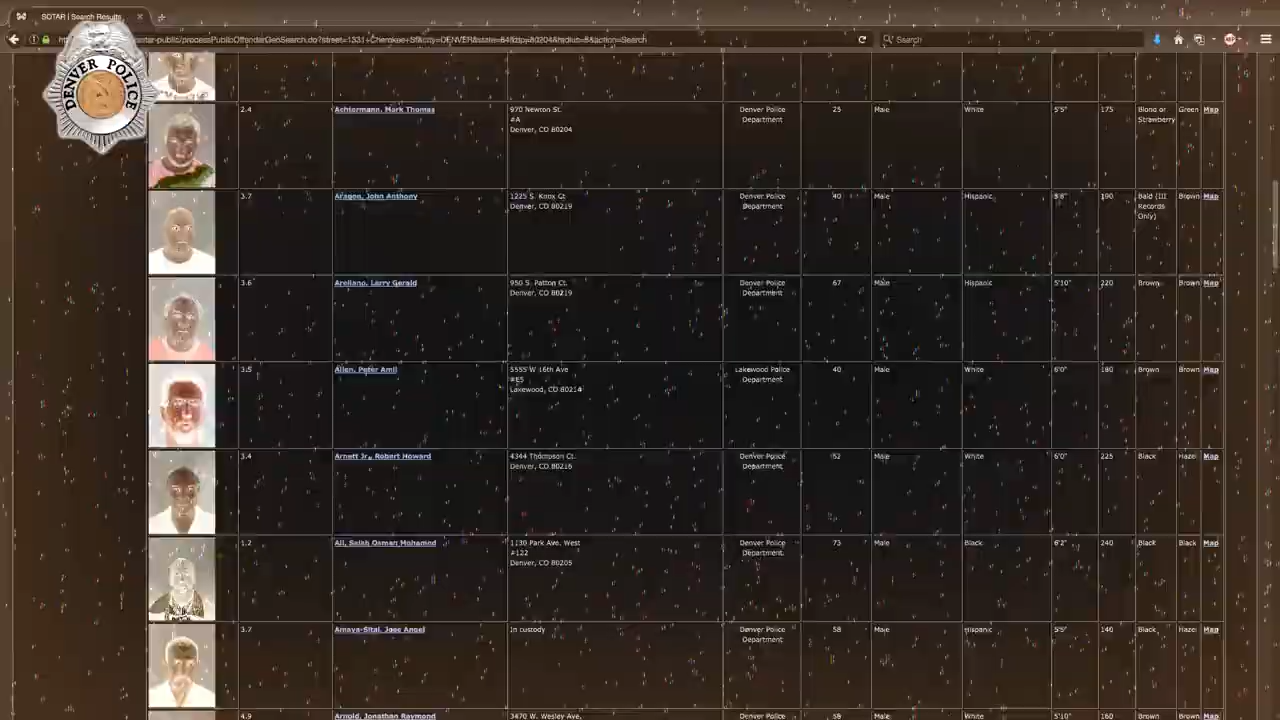 SOTAR | Search Results
DENVER POLICE
Search
2.4 Achtermann, Mark Thomas 970 Newton St. Denver Police 25 Male White 5'5" 175 Blond or Green Map
#A Department Strawberry
Denver, CO 80204
3.7 Aragon, John Anthony 1225 S. Knox Ct Denver Police 40 Male Hispanic 5'8" 190 Bald (III Brown Map
Denver, CO 80219 Department Records
Only)
3.6 Arellano, Larry Gerald 950 S. Patton Ct. Denver Police 67 Male Hispanic 5'10" 220 Brown Brown Map
Denver, CO 80219 Department
3.5 Allen, Peter Amil 5555 W 16th Ave Lakewood Police 40 Male White 6'0" 180 Brown Brown Map
#E5 Department
Lakewood, CO 80214
3.4 Arnett Jr., Robert Howard 4344 Thompson Ct. Denver Police 52 Male White 6'0" 225 Black Hazel Map
Denver, CO 80216 Department
1.2 Ali, Salah Osman Mohamed 1130 Park Ave. West Denver Police 73 Male Black 6'2" 240 Black Black Map
#122 Department
Denver, CO 80205
3.7 Amaya-Sital, Jose Angel In custody Denver Police 58 Male Hispanic 5'5" 140 Black Hazel Map
Department
4.9 Arnold, Jonathan Raymond 3470 W. Wesley Ave. Denver Police 58 Male White 5'10" 160 Brown Brown Map